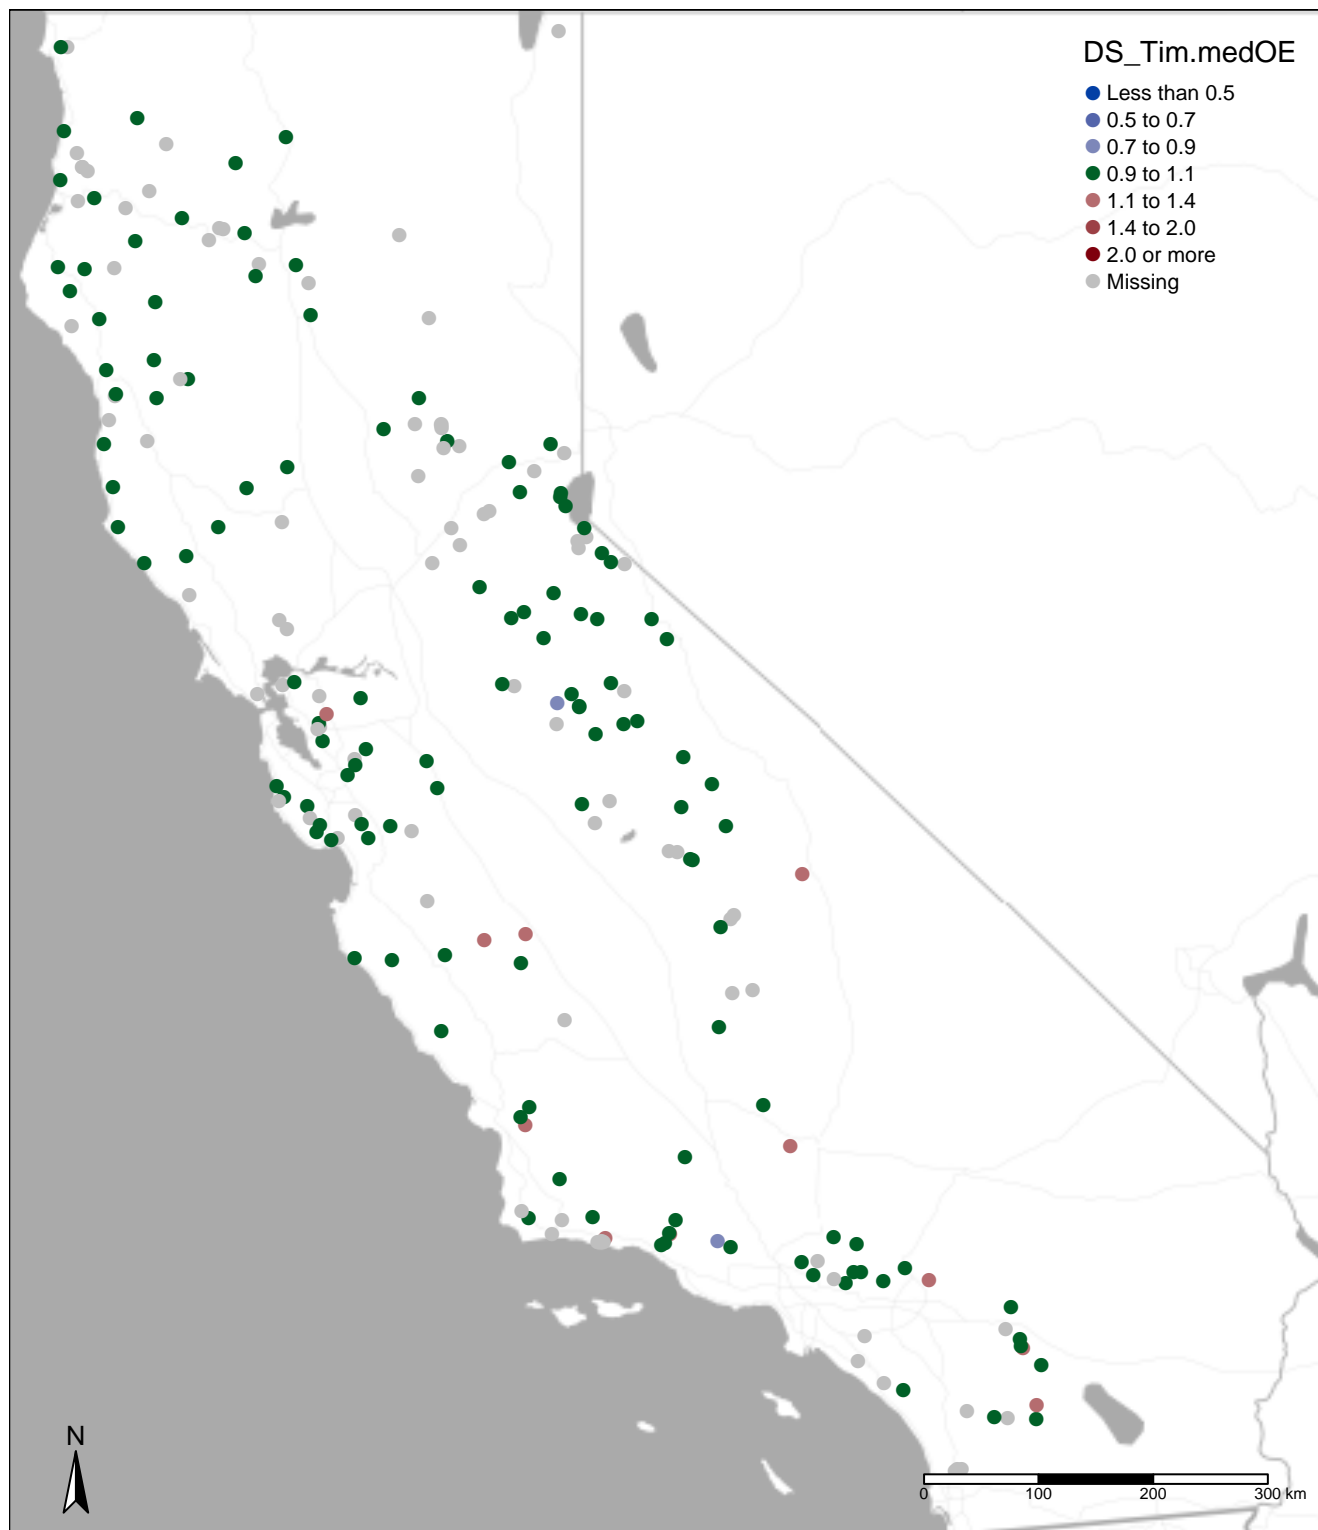 DS_Tim.medOE
Less than 0.5
0.5 to 0.7
0.7 to 0.9
0.9 to 1.1
1.1 to 1.4
1.4 to 2.0
2.0 or more
Missing
N
0 100 200 300 km